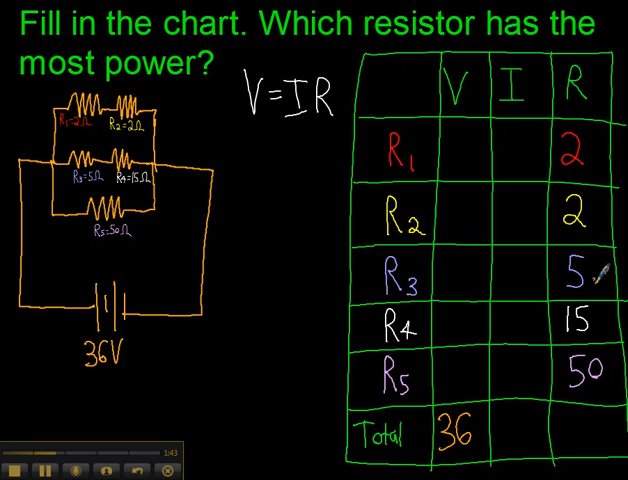 Fill in the chart. Which resistor has the
most power?
V=IR
R1=2Ω
R2=2Ω
R3=5Ω
R4=15Ω
R5=50Ω
36V
V I R
R1 2
R2 2
R3 5
R4 15
R5 50
Total 36
1:43